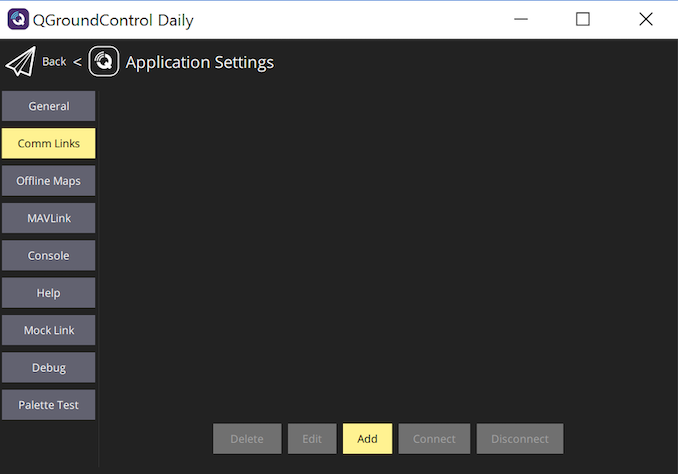 QGroundControl Daily
Back < Application Settings
General
Comm Links
Offline Maps
MAVLink
Console
Help
Mock Link
Debug
Palette Test
Delete Edit Add Connect Disconnect